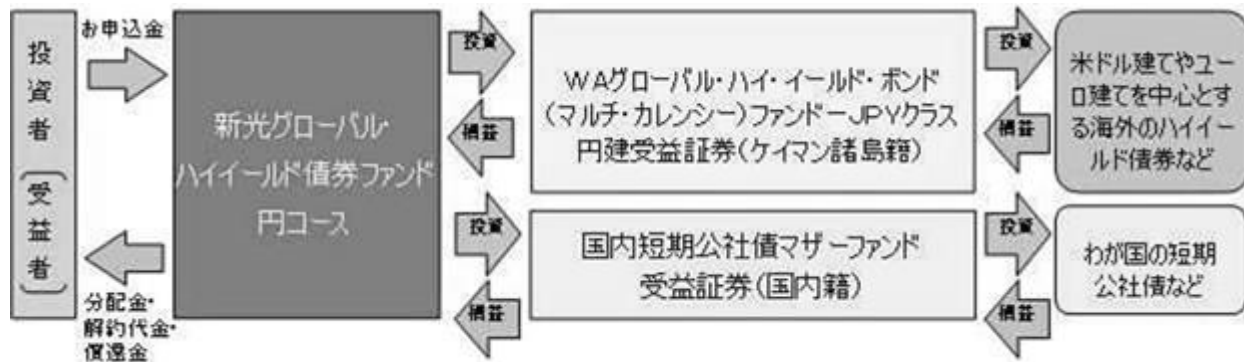 投資者(受益者)
お申込金
分配金・
解約代金・
償還金
新光グローバル・
ハイイールド債券ファンド
円コース
投資
損益
WAグローバル・ハイ・イールド・ボンド
(マルチ・カレンシー)ファンドーJPYクラス
円建受益証券(ケイマン諸島籍)
投資
損益
米ドル建てやユー
ロ建てを中心とす
る海外のハイイー
ルド債券など
投資
損益
国内短期公社債マザーファンド
受益証券(国内籍)
投資
損益
わが国の短期
公社債など